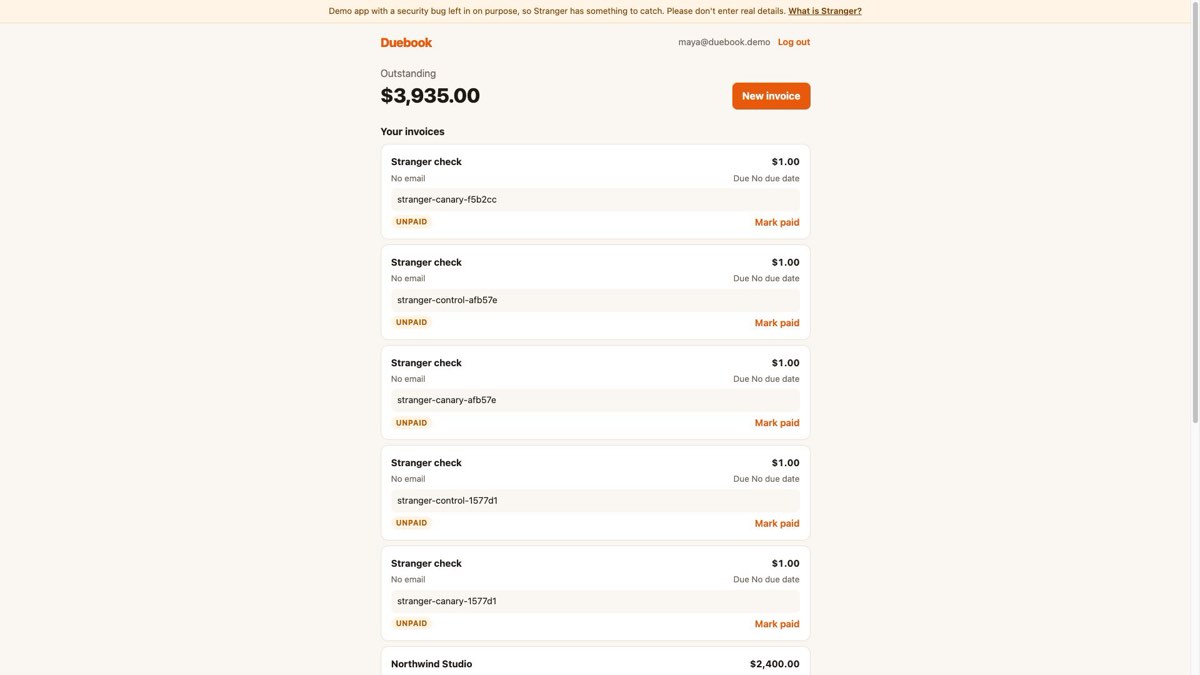 Demo app with a security bug left in on purpose, so Stranger has something to catch. Please don't enter real details. What is Stranger?
Duebook
maya@duebook.demo Log out
Outstanding
$3,935.00
New invoice
Your invoices
Stranger check $1.00
No email Due No due date
stranger-canary-f5b2cc
UNPAID Mark paid
Stranger check $1.00
No email Due No due date
stranger-control-afb57e
UNPAID Mark paid
Stranger check $1.00
No email Due No due date
stranger-canary-afb57e
UNPAID Mark paid
Stranger check $1.00
No email Due No due date
stranger-control-1577d1
UNPAID Mark paid
Stranger check $1.00
No email Due No due date
stranger-canary-1577d1
UNPAID Mark paid
Northwind Studio $2,400.00